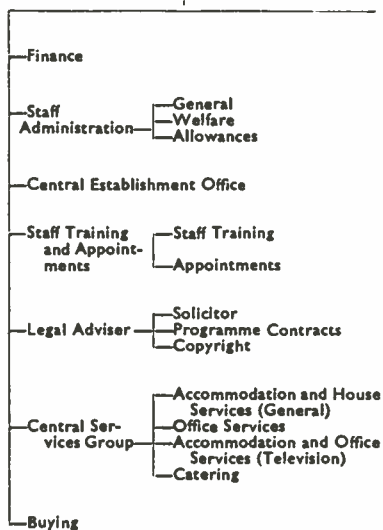 Finance
Staff
Administration
General
Welfare
Allowances
Central Establishment Office
Staff Training
and Appoint-
ments
Staff Training
Appointments
Legal Adviser
Solicitor
Programme Contracts
Copyright
Central Ser-
vices Group
Accommodation and House
Services (General)
Office Services
Accommodation and Office
Services (Television)
Catering
Buying